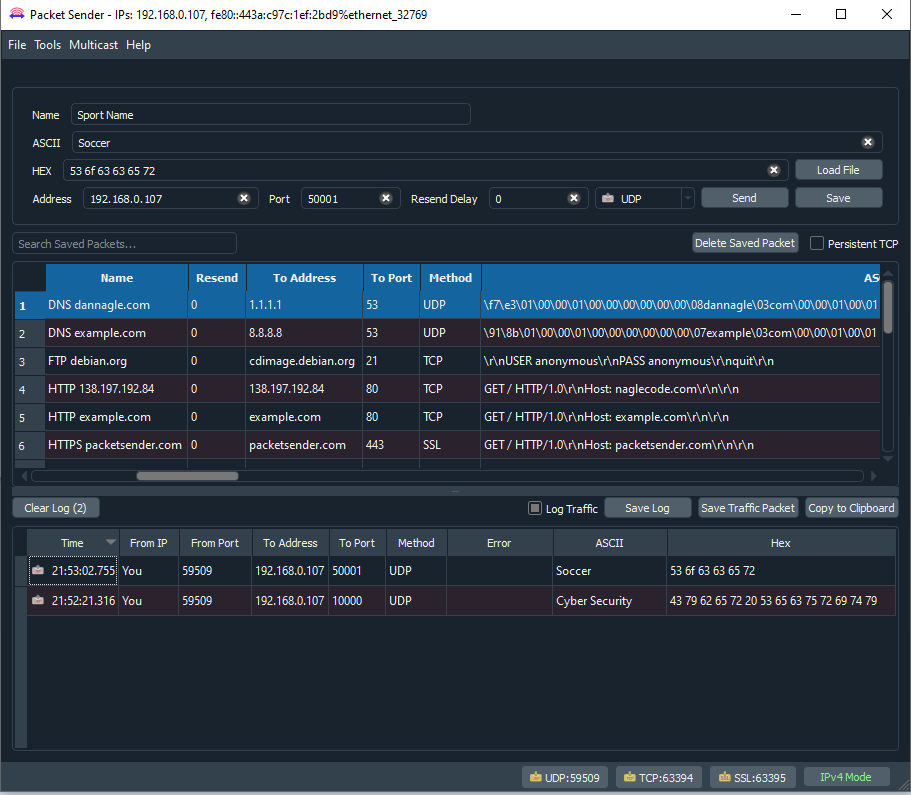 Packet Sender - IPs: 192.168.0.107, fe80::443a:c97c:1ef:2bd9%ethernet_32769
File Tools Multicast Help
Name Sport Name
ASCII Soccer
HEX 53 6f 63 63 65 72 Load File
Address 192.168.0.107 Port 50001 Resend Delay 0 UDP Send Save
Search Saved Packets... Delete Saved Packet Persistent TCP
Name Resend To Address To Port Method AS
1 DNS dannagle.com 0 1.1.1.1 53 UDP \f7\e3\01\00\00\01\00\00\00\00\00\00\08dannagle\03com\00\00\01\00\01
2 DNS example.com 0 8.8.8.8 53 UDP \91\8b\01\00\00\01\00\00\00\00\00\00\07example\03com\00\00\01\00\01
3 FTP debian.org 0 cdimage.debian.org 21 TCP \r\nUSER anonymous\r\nPASS anonymous\r\nquit\r\n
4 HTTP 138.197.192.84 0 138.197.192.84 80 TCP GET / HTTP/1.0\r\nHost: naglecode.com\r\n\r\n
5 HTTP example.com 0 example.com 80 TCP GET / HTTP/1.0\r\nHost: example.com\r\n\r\n
6 HTTPS packetsender.com 0 packetsender.com 443 SSL GET / HTTP/1.0\r\nHost: packetsender.com\r\n\r\n
Clear Log (2) Log Traffic Save Log Save Traffic Packet Copy to Clipboard
Time From IP From Port To Address To Port Method Error ASCII Hex
21:53:02.755 You 59509 192.168.0.107 50001 UDP Soccer 53 6f 63 63 65 72
21:52:21.316 You 59509 192.168.0.107 10000 UDP Cyber Security 43 79 62 65 72 20 53 65 63 75 72 69 74 79
UDP:59509 TCP:63394 SSL:63395 IPv4 Mode